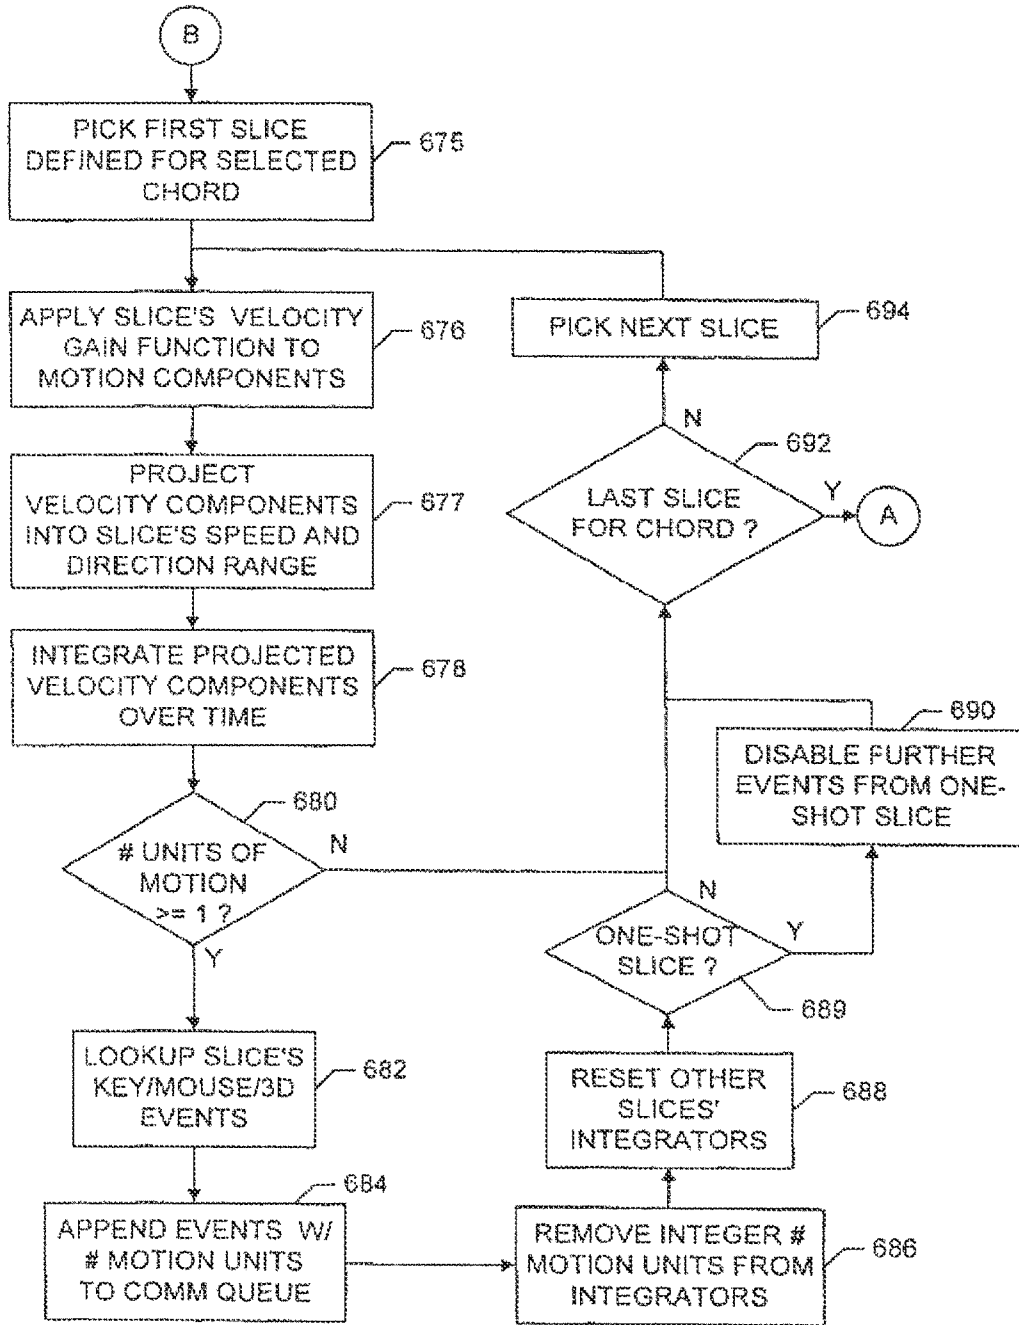 B
PICK FIRST SLICE
DEFINED FOR SELECTED
CHORD
675
APPLY SLICE'S VELOCITY
GAIN FUNCTION TO
MOTION COMPONENTS
676
PROJECT
VELOCITY COMPONENTS
INTO SLICE'S SPEED AND
DIRECTION RANGE
677
INTEGRATE PROJECTED
VELOCITY COMPONENTS
OVER TIME
678
680
# UNITS OF
MOTION
>= 1 ?
N
Y
LOOKUP SLICE'S
KEY/MOUSE/3D
EVENTS
682
684
APPEND EVENTS W/
# MOTION UNITS
TO COMM QUEUE
REMOVE INTEGER #
MOTION UNITS FROM
INTEGRATORS
686
RESET OTHER
SLICES'
INTEGRATORS
688
ONE-SHOT
SLICE ?
689
N
Y
690
DISABLE FURTHER
EVENTS FROM ONE-
SHOT SLICE
692
LAST SLICE
FOR CHORD ?
N
Y
A
PICK NEXT SLICE
694